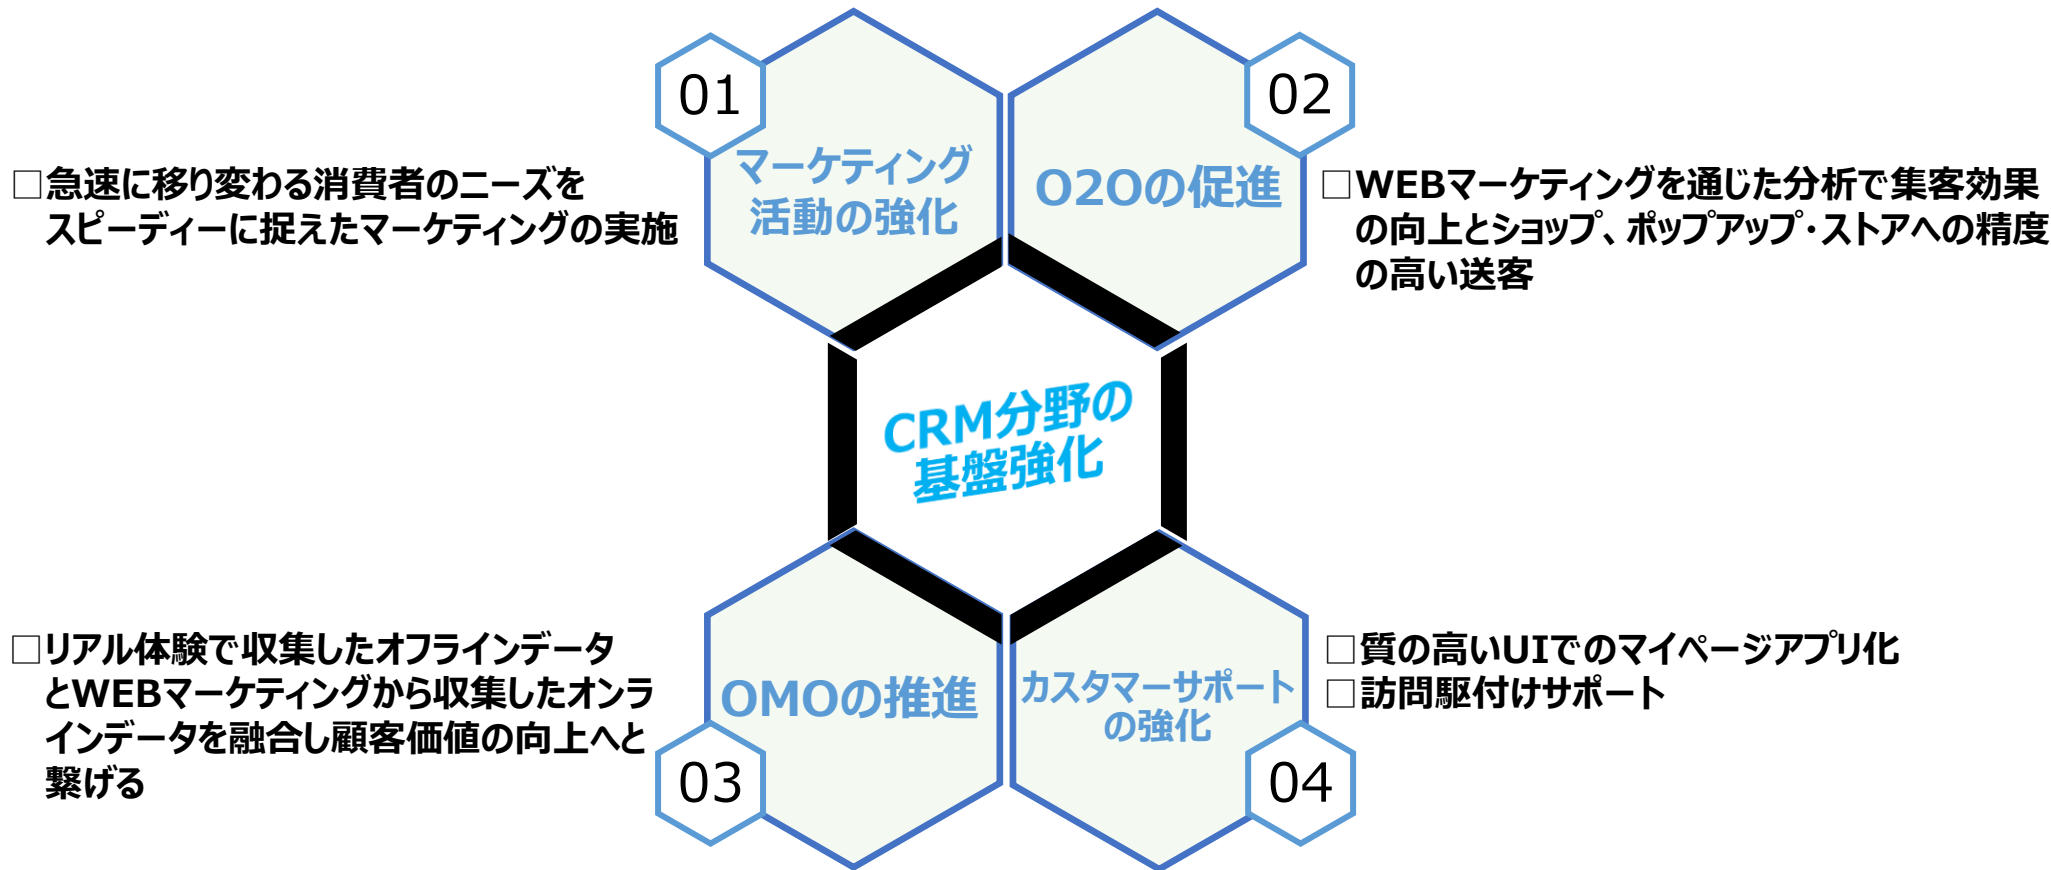 01
マーケティング
活動の強化
□急速に移り変わる消費者のニーズを
スピーディーに捉えたマーケティングの実施
02
O2Oの促進
□WEBマーケティングを通じた分析で集客効果
の向上とショップ、ポップアップ・ストアへの精度
の高い送客
CRM分野の
基盤強化
□リアル体験で収集したオフラインデータ
とWEBマーケティングから収集したオンラ
インデータを融合し顧客価値の向上へと
繋げる
OMOの推進
03
カスタマーサポート
の強化
04
□質の高いUIでのマイページアプリ化
□訪問駆付けサポート